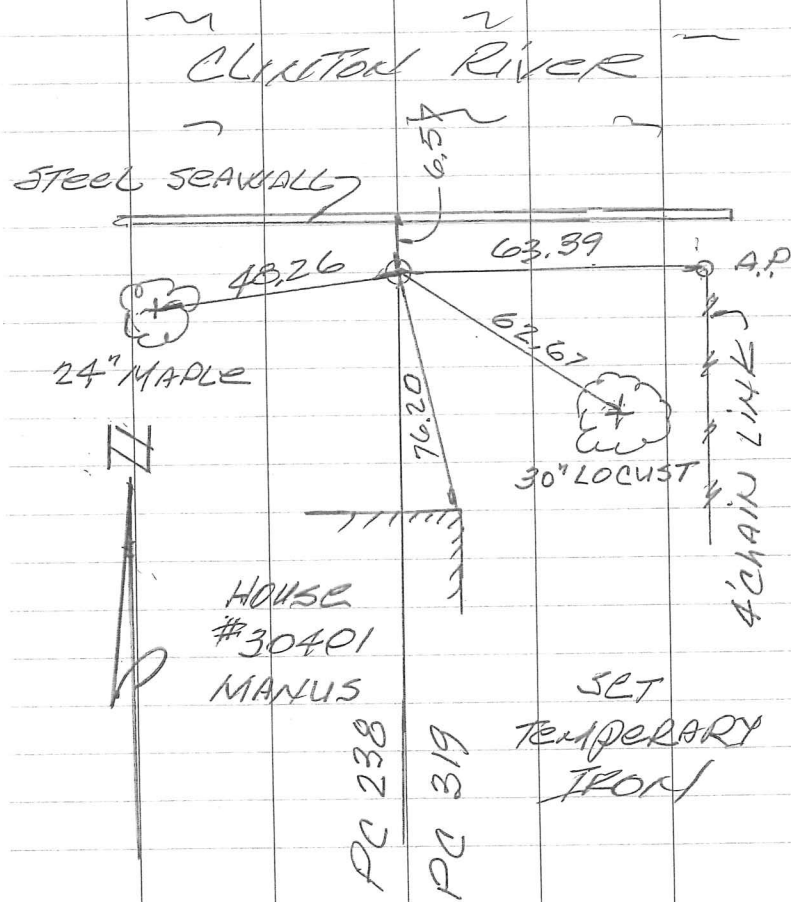 CLINTON RIVER
STEEL SEAWALL
6.54
48.26
63.39
A.P.
24" MAPLE
62.67
76.20
30" LOCUST
4' CHAIN LINK
N
HOUSE
#30401
MANUS
SET
TEMPERARY
IRON
PC 238
PC 319